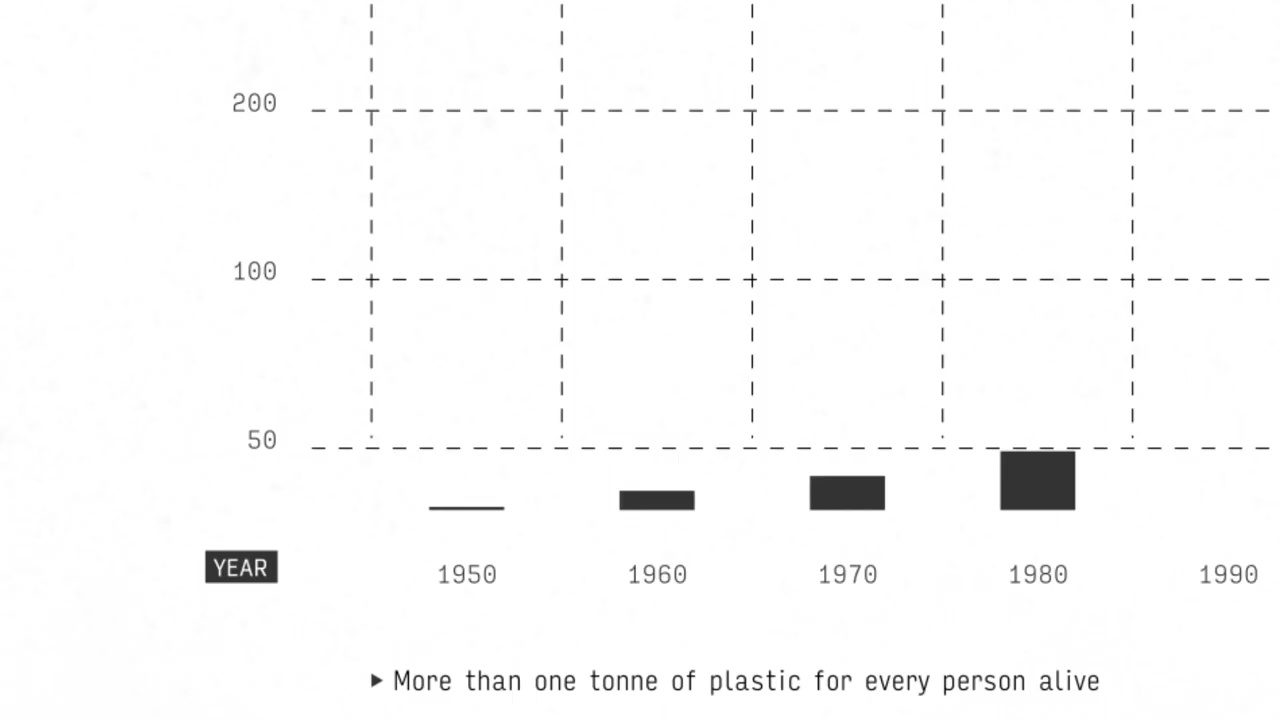 200
100
50
YEAR 1950 1960 1970 1980 1990
▸ More than one tonne of plastic for every person alive